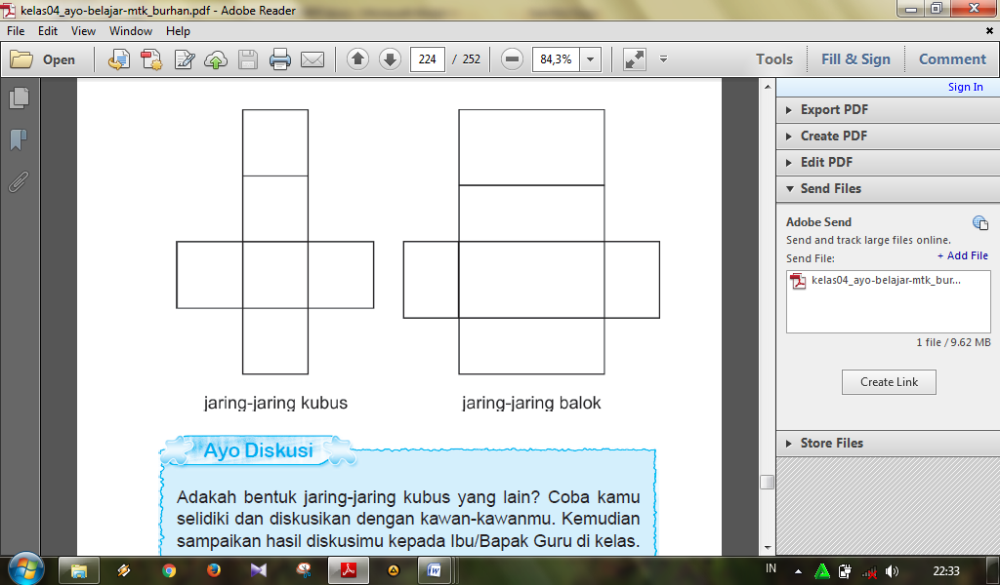 kelas04_ayo-belajar-mtk_burhan.pdf - Adobe Reader
File Edit View Window Help
Open 224 / 252 84,3% Tools Fill & Sign Comment
Sign In
Export PDF
Create PDF
Edit PDF
Send Files
Adobe Send
Send and track large files online.
Send File: + Add File
kelas04_ayo-belajar-mtk_bur...
1 file / 9.62 MB
Create Link
Store Files
jaring-jaring kubus jaring-jaring balok
Ayo Diskusi
Adakah bentuk jaring-jaring kubus yang lain? Coba kamu
selidiki dan diskusikan dengan kawan-kawanmu. Kemudian
sampaikan hasil diskusimu kepada Ibu/Bapak Guru di kelas.
IN 22:33